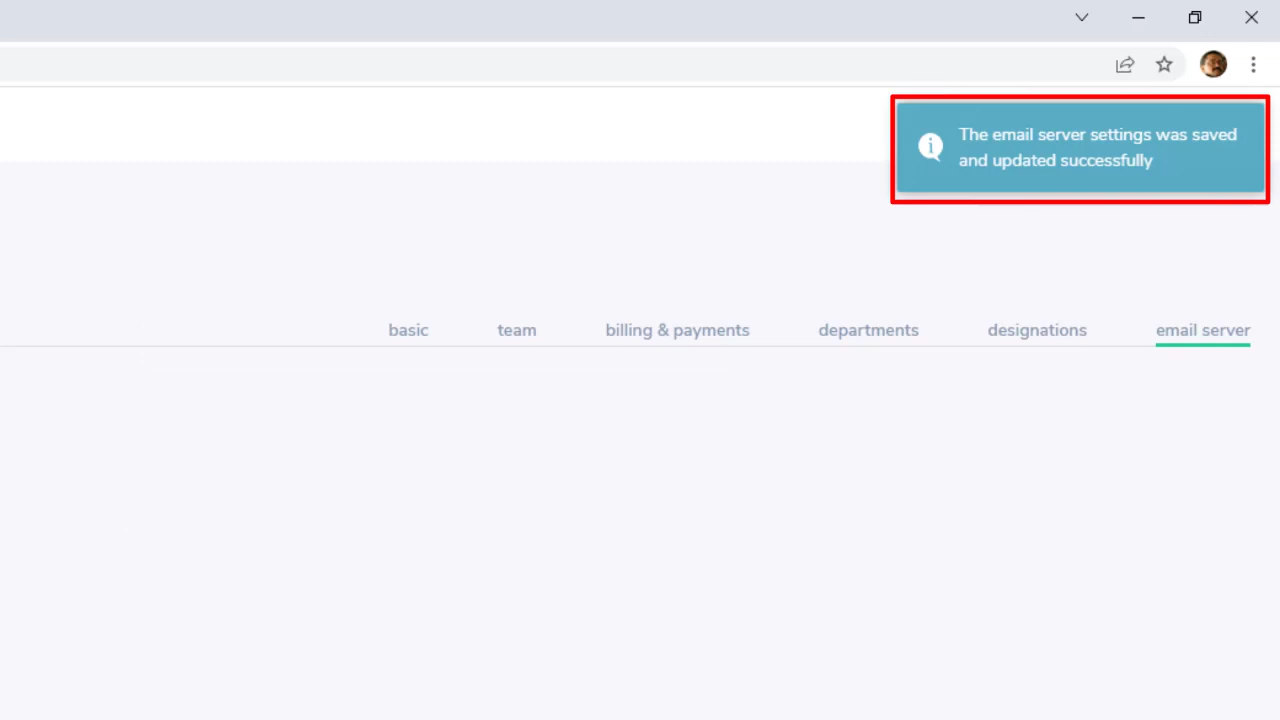 The email server settings was saved
and updated successfully
basic team billing & payments departments designations email server